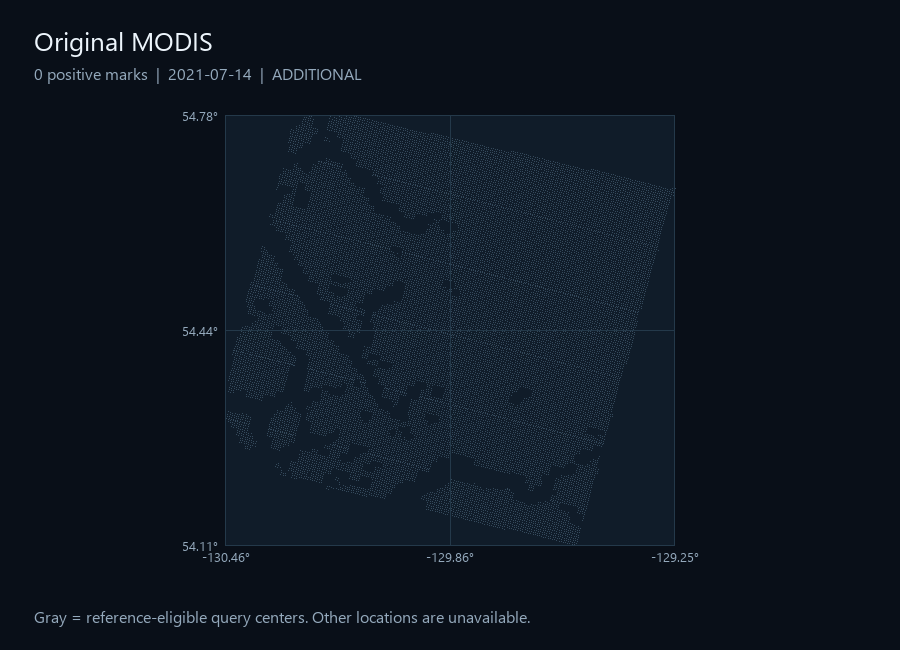 Original MODIS
0 positive marks | 2021-07-14 | ADDITIONAL
54.78°
54.44°
54.11°
-130.46°
-129.86°
-129.25°
Gray = reference-eligible query centers. Other locations are unavailable.